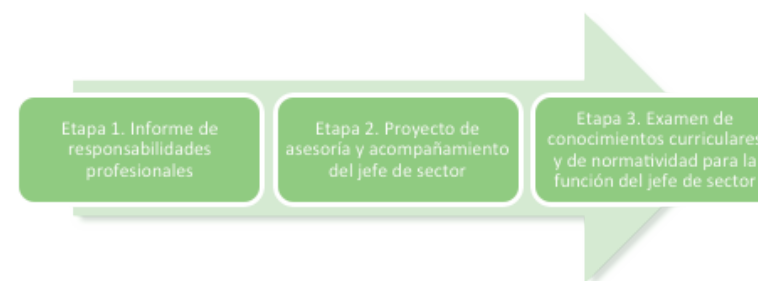 Etapa 1. Informe de
responsabilidades
profesionales
Etapa 2. Proyecto de
asesoría y acompañamiento
del jefe de sector
Etapa 3. Examen de
conocimientos curriculares
y de normatividad para la
función del jefe de sector